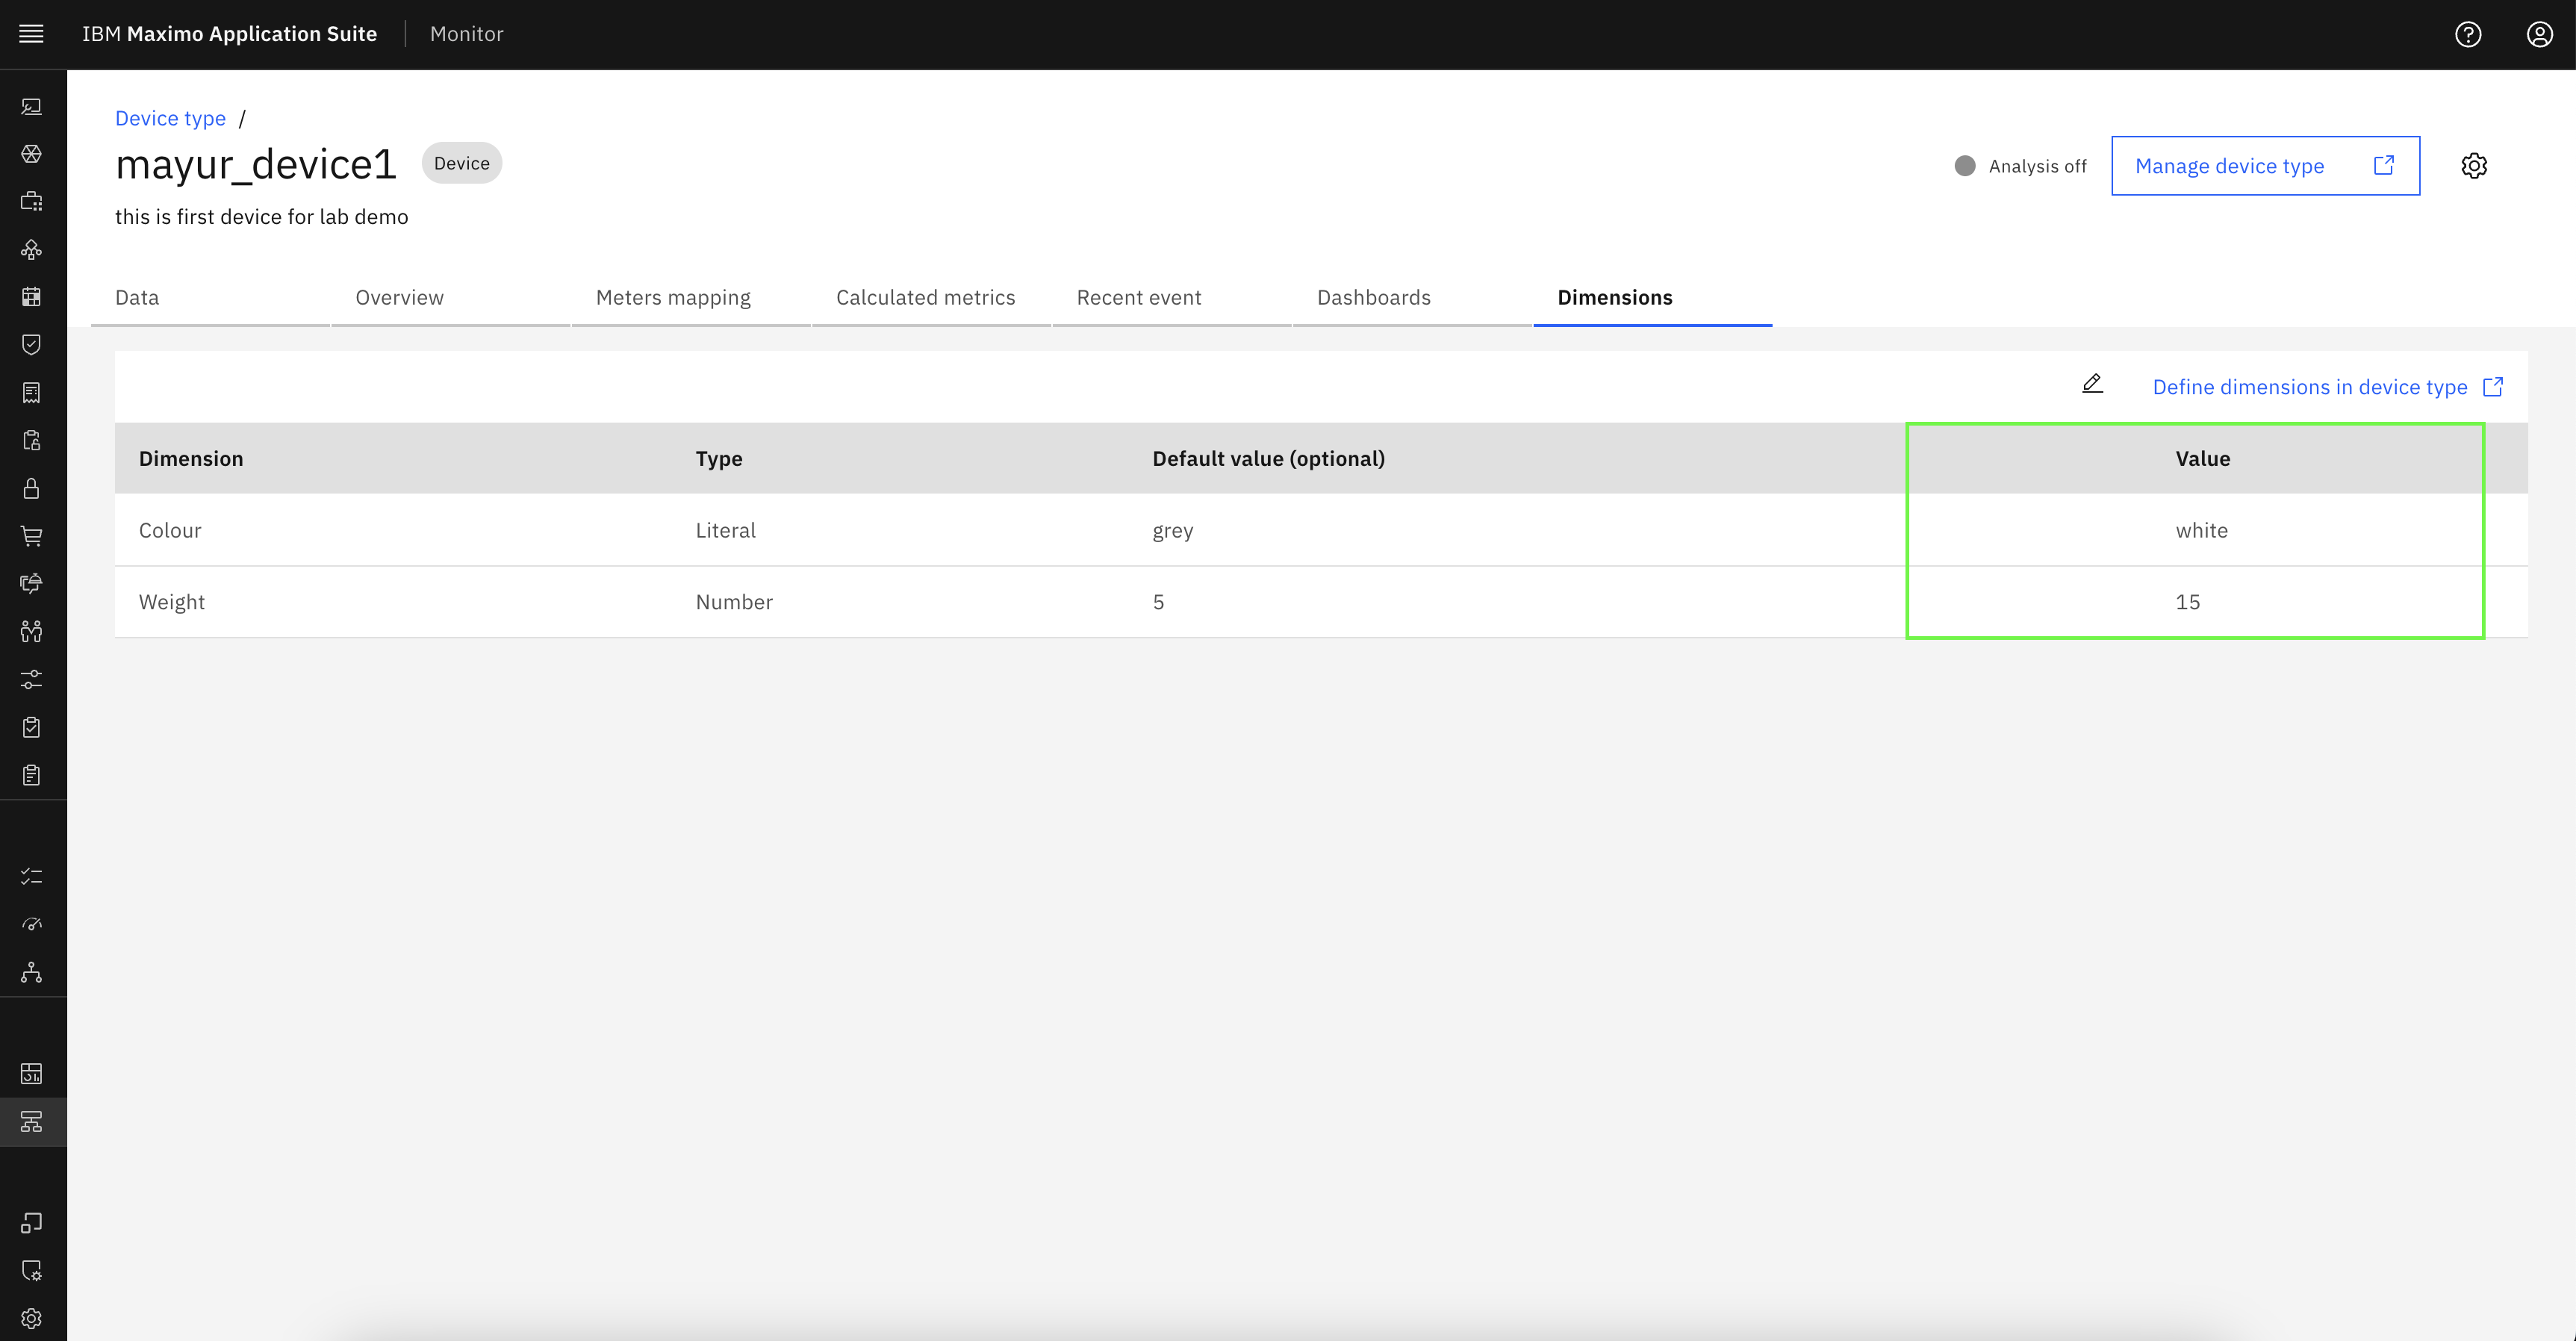 IBM Maximo Application Suite Monitor
Device type /
mayur_device1 Device
this is first device for lab demo
Analysis off Manage device type
Data Overview Meters mapping Calculated metrics Recent event Dashboards Dimensions
Define dimensions in device type
Dimension Type Default value (optional) Value
Colour Literal grey white
Weight Number 5 15